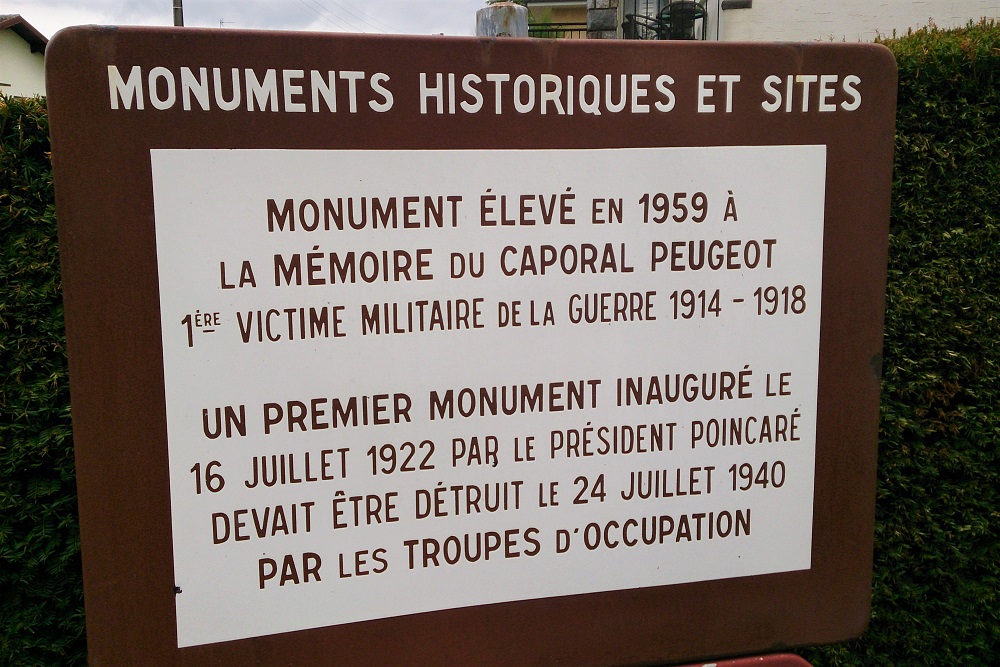 MONUMENTS HISTORIQUES ET SITES
MONUMENT ÉLEVÉ EN 1959 À
LA MÉMOIRE DU CAPORAL PEUGEOT
1ÈRE VICTIME MILITAIRE DE LA GUERRE 1914 - 1918
UN PREMIER MONUMENT INAUGURÉ LE
16 JUILLET 1922 PAR LE PRÉSIDENT POINCARÉ
DEVAIT ÊTRE DÉTRUIT LE 24 JUILLET 1940
PAR LES TROUPES D'OCCUPATION